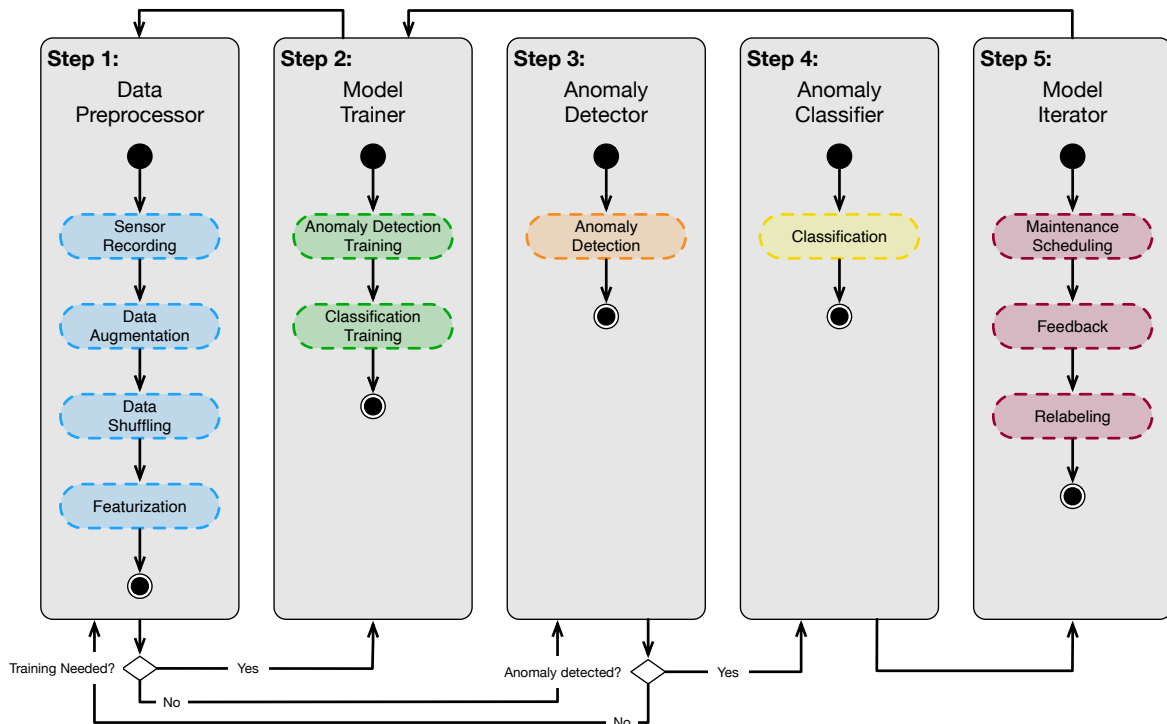 Step 1:
Data
Preprocessor
Sensor
Recording
Data
Augmentation
Data
Shuffling
Featurization
Step 2:
Model
Trainer
Anomaly Detection
Training
Classification
Training
Step 3:
Anomaly
Detector
Anomaly
Detection
Step 4:
Anomaly
Classifier
Classification
Step 5:
Model
Iterator
Maintenance
Scheduling
Feedback
Relabeling
Training Needed?
Yes
No
Anomaly detected?
Yes
No